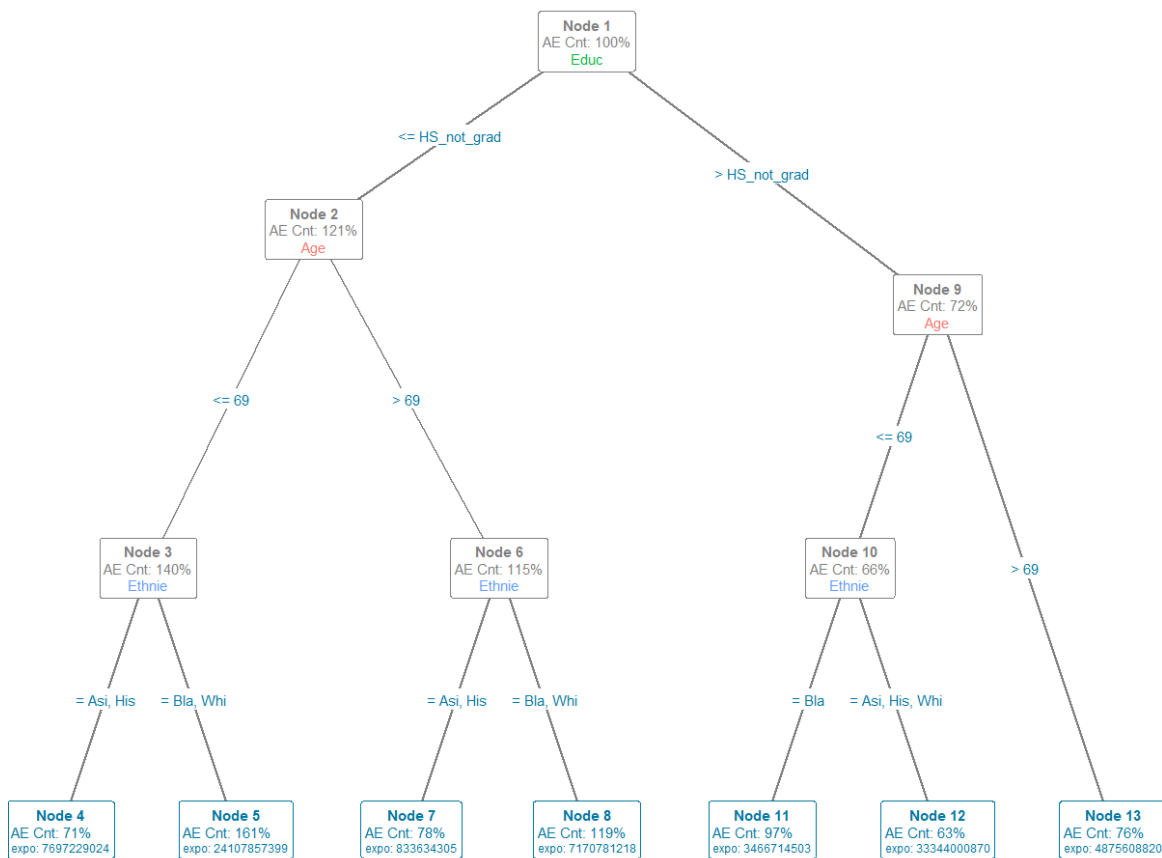 Node 1
AE Cnt: 100%
Educ
<= HS_not_grad
> HS_not_grad
Node 2
AE Cnt: 121%
Age
Node 9
AE Cnt: 72%
Age
<= 69
> 69
<= 69
> 69
Node 3
AE Cnt: 140%
Ethnie
Node 6
AE Cnt: 115%
Ethnie
Node 10
AE Cnt: 66%
Ethnie
= Asi, His
= Bla, Whi
= Asi, His
= Bla, Whi
= Bla
= Asi, His, Whi
Node 4
AE Cnt: 71%
expo: 7697229024
Node 5
AE Cnt: 161%
expo: 24107857399
Node 7
AE Cnt: 78%
expo: 833634305
Node 8
AE Cnt: 119%
expo: 7170781218
Node 11
AE Cnt: 97%
expo: 3466714503
Node 12
AE Cnt: 63%
expo: 33344000870
Node 13
AE Cnt: 76%
expo: 4875608820